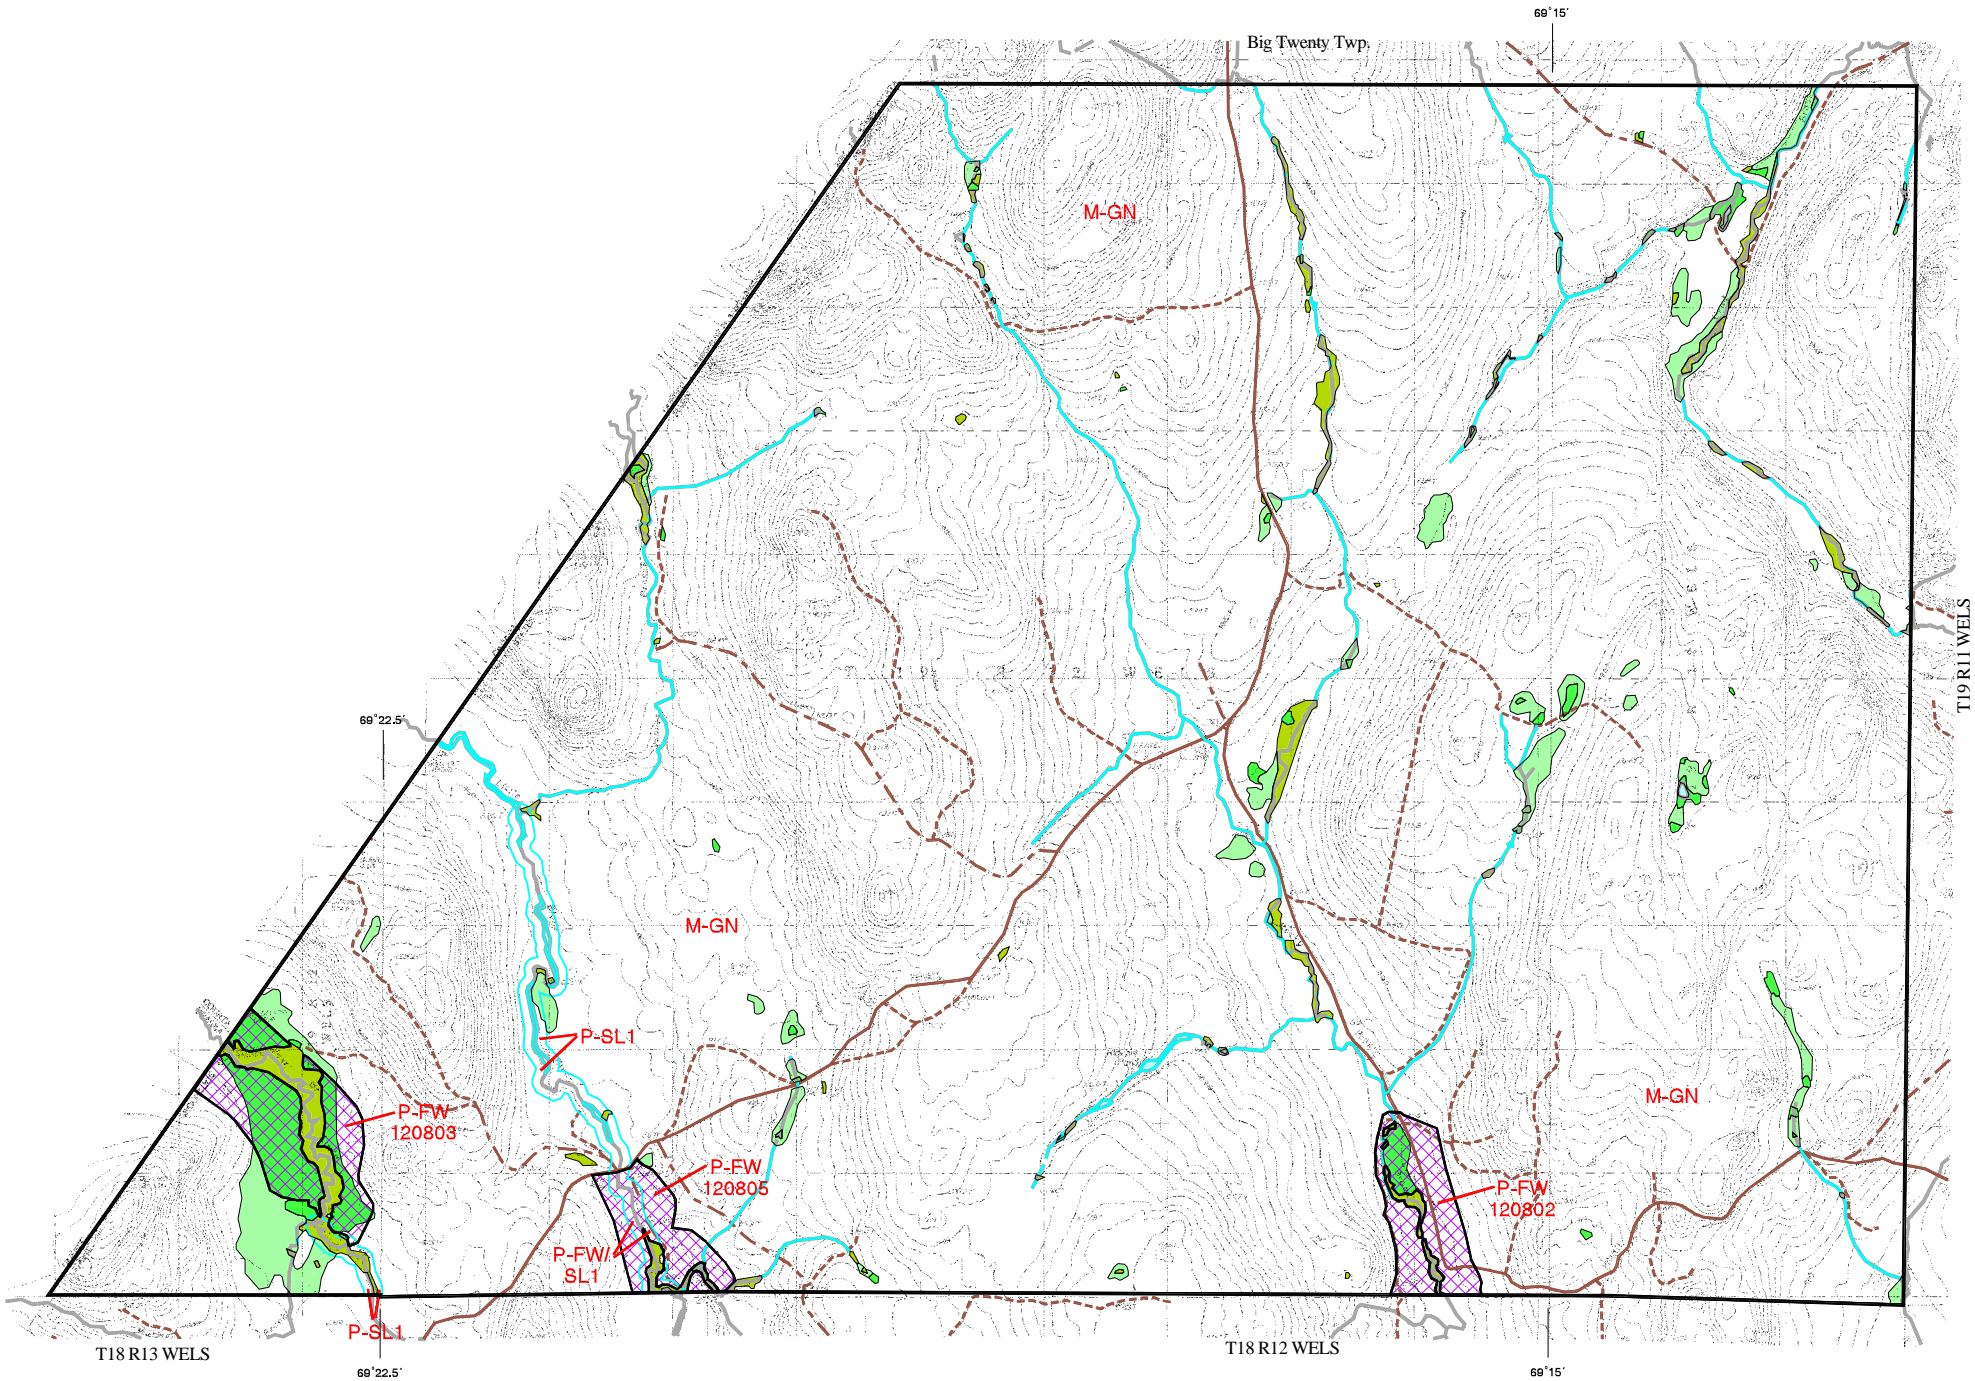 69°15'
Big Twenty Twp.
M-GN
T19 R11 WELS
69°22.5'
M-GN
P-SL1
M-GN
P-FW
120803
P-FW
120805
P-FW
120802
P-FW/
SL1
P-SL1
T18 R13 WELS
T18 R12 WELS
69°22.5'
69°15'